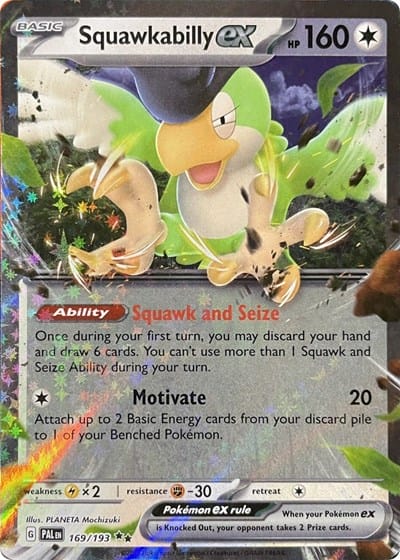 BASIC
Squawkabilly ex HP 160
Ability Squawk and Seize
Once during your first turn, you may discard your hand
and draw 6 cards. You can't use more than 1 Squawk and
Seize Ability during your turn.
Motivate 20
Attach up to 2 Basic Energy cards from your discard pile
to 1 of your Benched Pokémon.
weakness ×2 resistance -30 retreat
Illus. PLANETA Mochizuki
Pokémon ex rule
When your Pokémon ex
is Knocked Out, your opponent takes 2 Prize cards.
G PAL EN 169/193